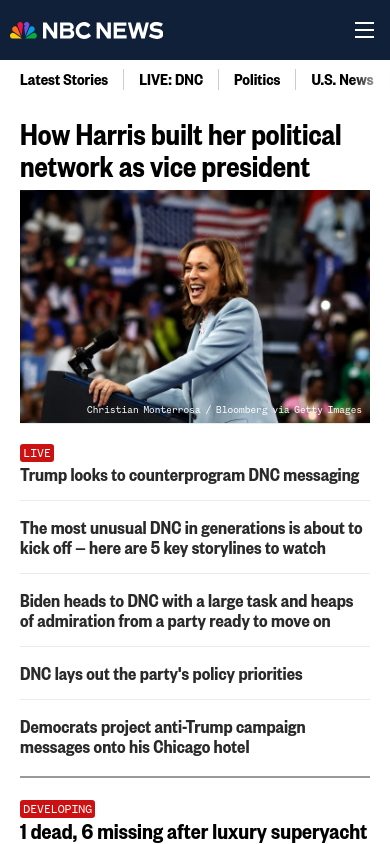 NBC NEWS
Latest Stories
LIVE: DNC
Politics
U.S. News
How Harris built her political
network as vice president
Christian Monterrosa / Bloomberg via Getty Images
LIVE
Trump looks to counterprogram DNC messaging
The most unusual DNC in generations is about to
kick off – here are 5 key storylines to watch
Biden heads to DNC with a large task and heaps
of admiration from a party ready to move on
DNC lays out the party's policy priorities
Democrats project anti-Trump campaign
messages onto his Chicago hotel
DEVELOPING
1 dead, 6 missing after luxury superyacht